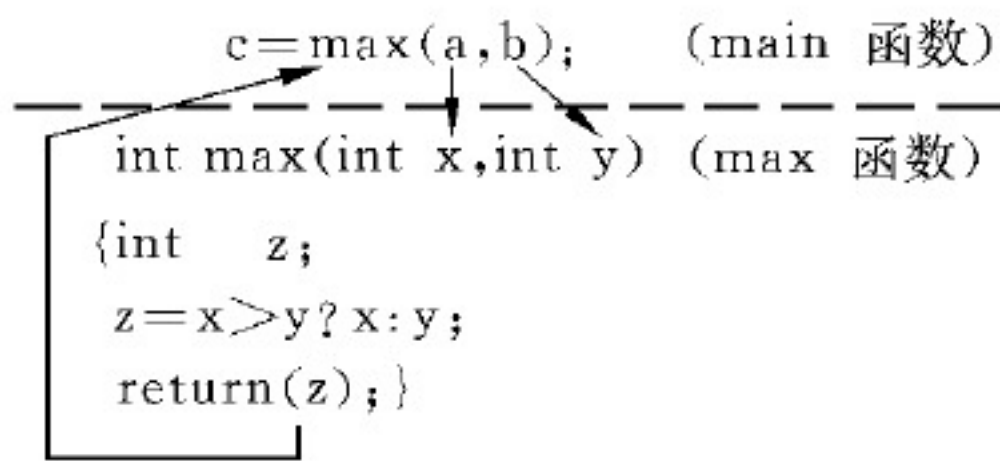 c=max(a,b); (main 函数)
int max(int x,int y) (max 函数)
{int z;
z=x>y?x:y;
return(z);}